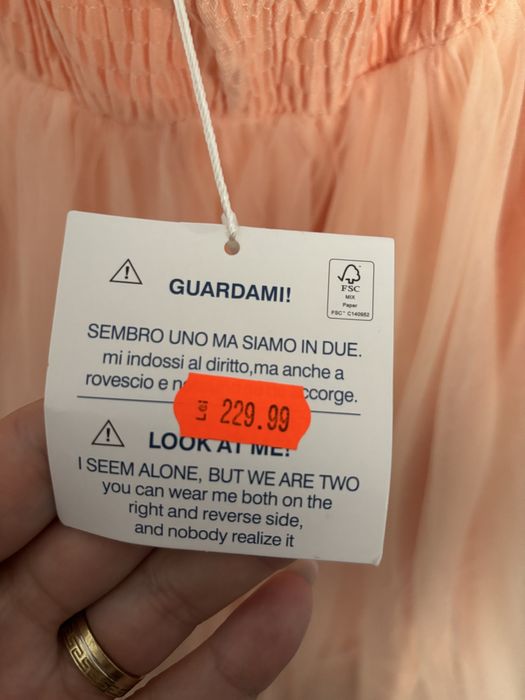 GUARDAMI!
FSC
MIX
Paper
FSC™ C140952
SEMBRO UNO MA SIAMO IN DUE.
mi indossi al diritto,ma anche a
rovescio e
Lei 229.99
LOOK AT ME!
I SEEM ALONE, BUT WE ARE TWO
you can wear me both on the
right and reverse side,
and nobody realize it